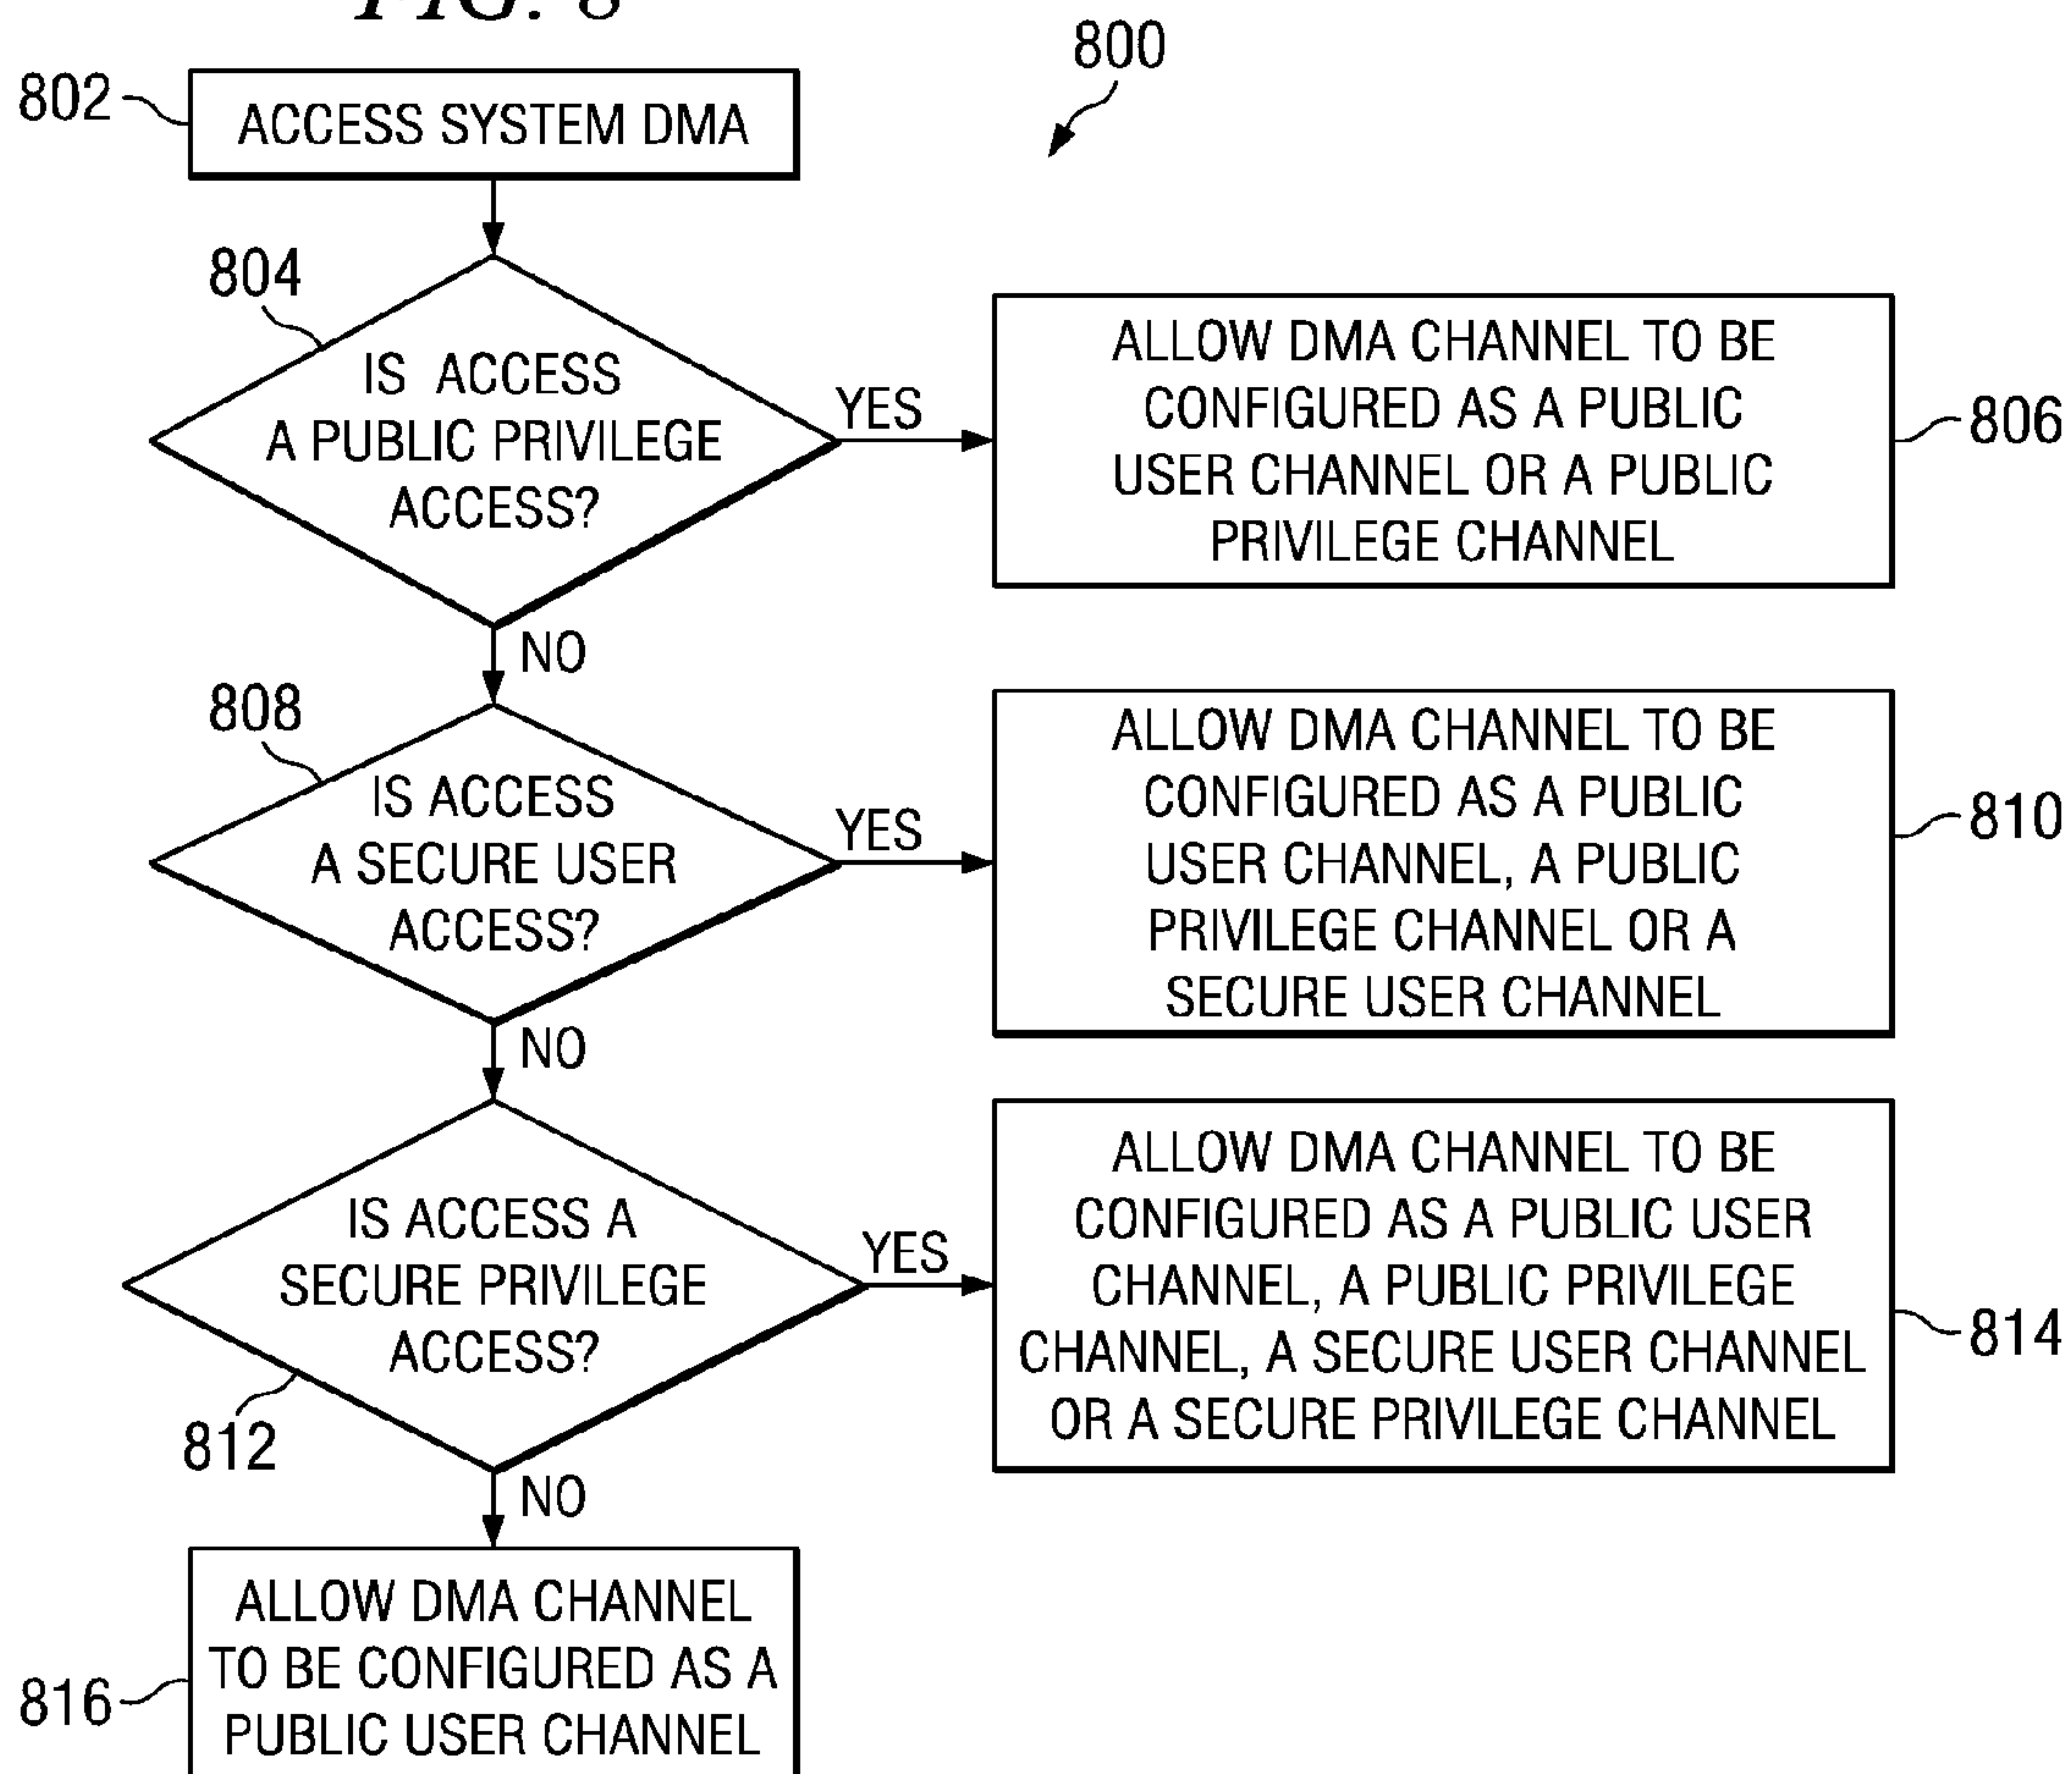 FIG. 8
800
802
ACCESS SYSTEM DMA
804
IS ACCESS
A PUBLIC PRIVILEGE
ACCESS?
YES
ALLOW DMA CHANNEL TO BE
CONFIGURED AS A PUBLIC
USER CHANNEL OR A PUBLIC
PRIVILEGE CHANNEL
806
NO
808
IS ACCESS
A SECURE USER
ACCESS?
YES
ALLOW DMA CHANNEL TO BE
CONFIGURED AS A PUBLIC
USER CHANNEL, A PUBLIC
PRIVILEGE CHANNEL OR A
SECURE USER CHANNEL
810
NO
IS ACCESS A
SECURE PRIVILEGE
ACCESS?
812
YES
ALLOW DMA CHANNEL TO BE
CONFIGURED AS A PUBLIC USER
CHANNEL, A PUBLIC PRIVILEGE
CHANNEL, A SECURE USER CHANNEL
OR A SECURE PRIVILEGE CHANNEL
814
NO
ALLOW DMA CHANNEL
TO BE CONFIGURED AS A
PUBLIC USER CHANNEL
816